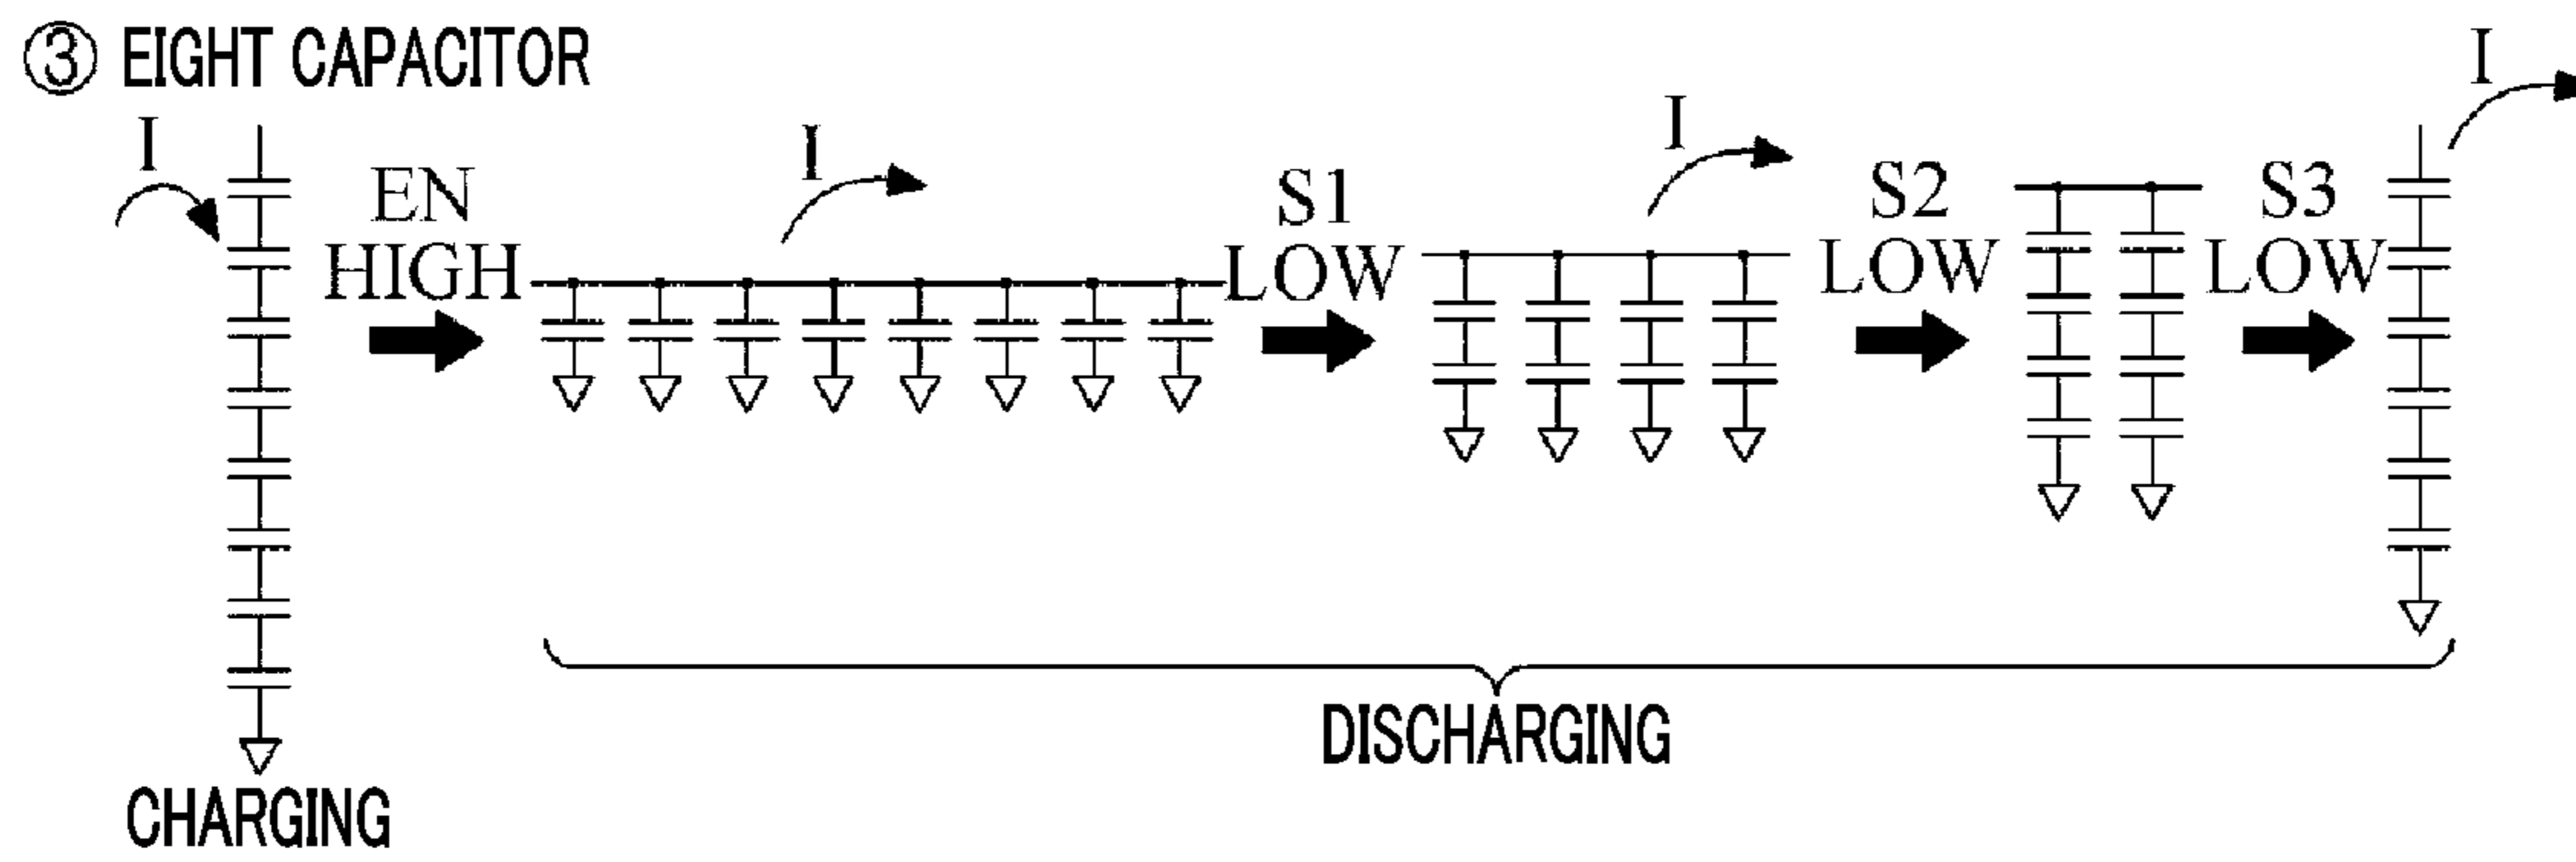 ③ EIGHT CAPACITOR
I
EN
HIGH
I
S1
LOW
I
S2
LOW
S3
LOW
I
DISCHARGING
CHARGING